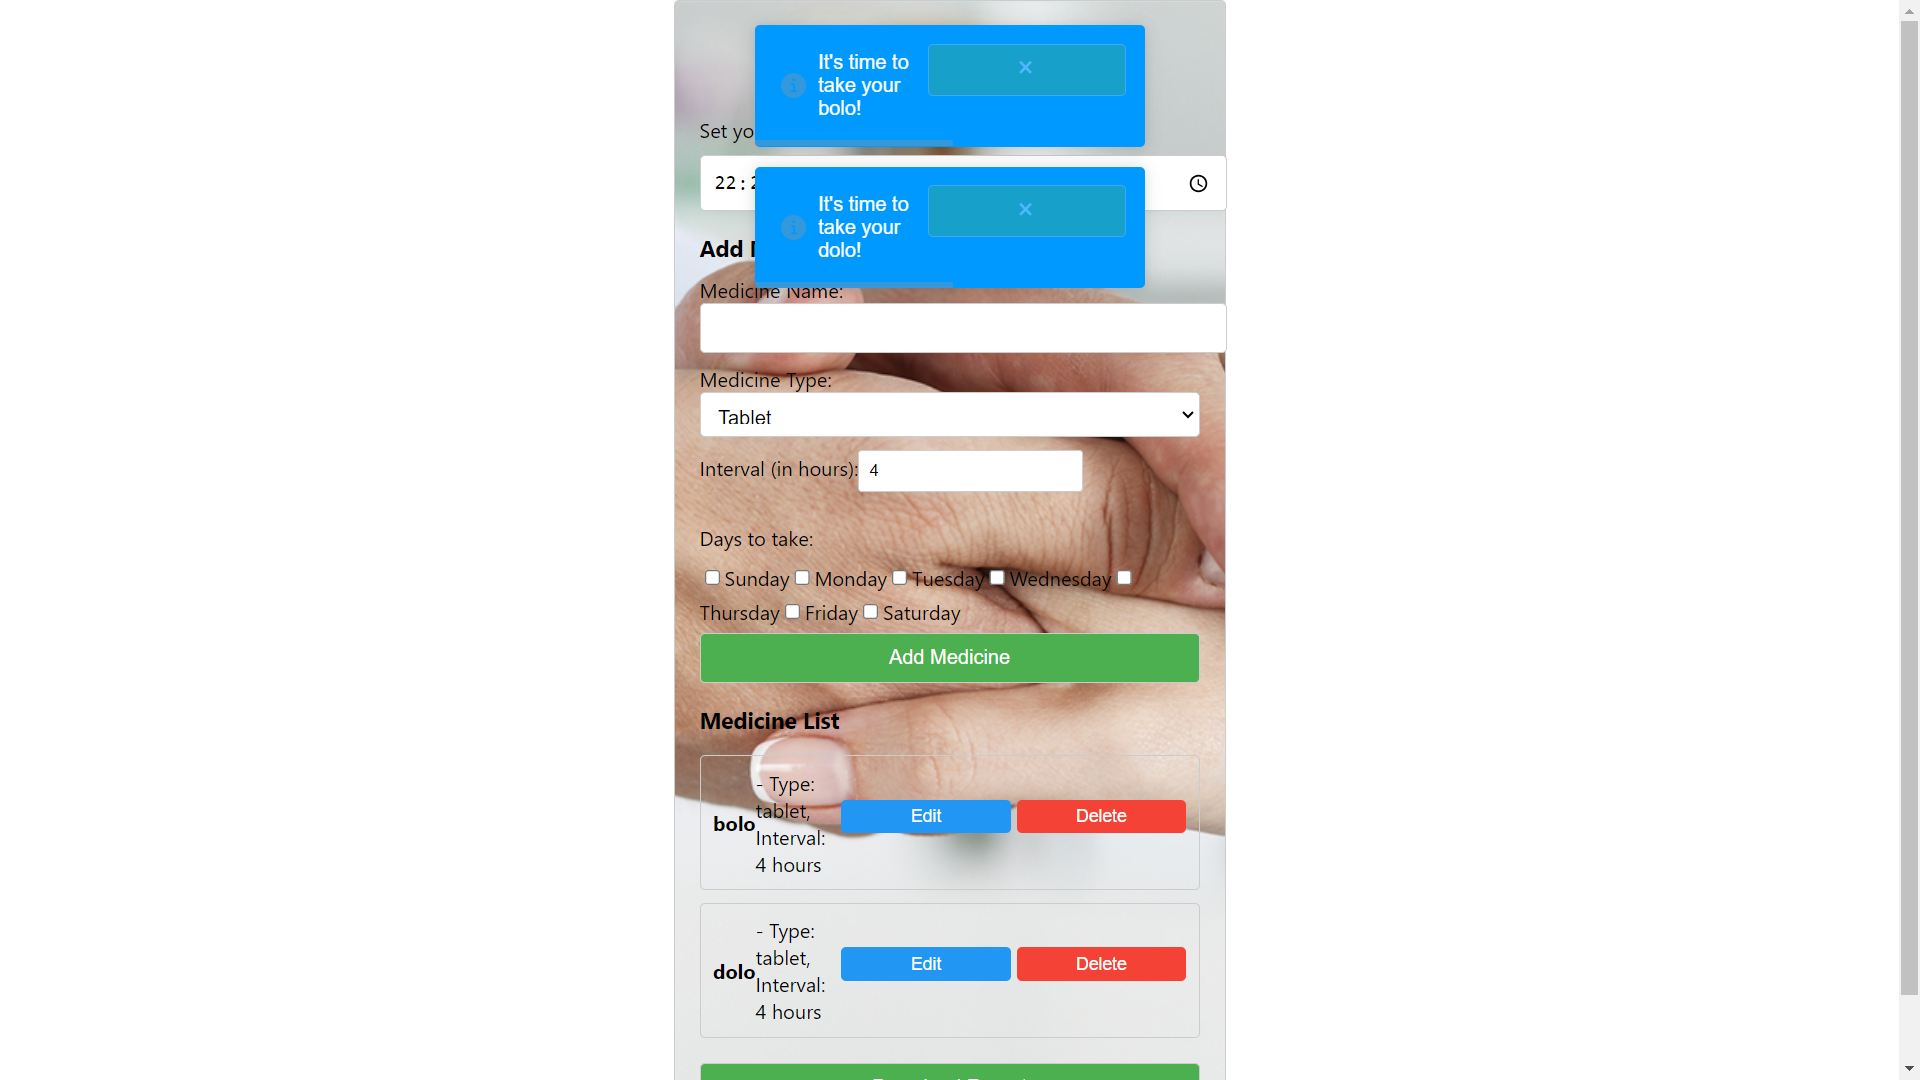 It's time to
take your
bolo!
×
Set yo
22:2
It's time to
take your
dolo!
×
Add
Medicine Name:
Medicine Type:
Tablet
Interval (in hours): 4
Days to take:
Sunday Monday Tuesday Wednesday
Thursday Friday Saturday
Add Medicine
Medicine List
bolo
- Type:
tablet,
Interval:
4 hours
Edit Delete
dolo
- Type:
tablet,
Interval:
4 hours
Edit Delete